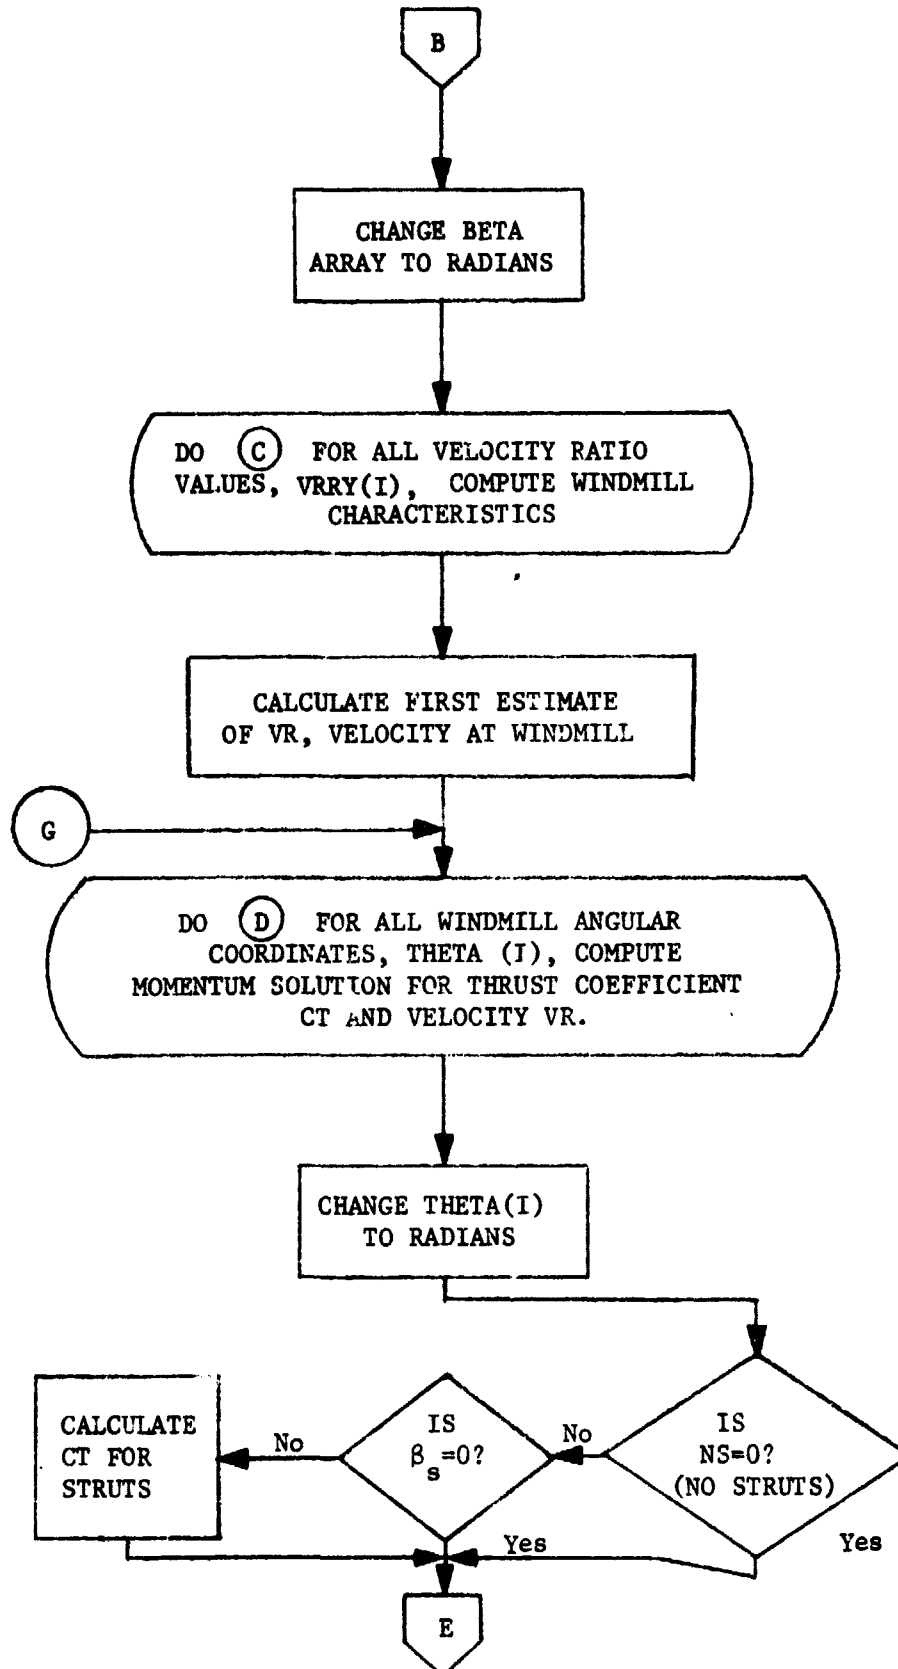 B
CHANGE BETA
ARRAY TO RADIANS
DO C FOR ALL VELOCITY RATIO
VALUES, VRRY(I), COMPUTE WINDMILL
CHARACTERISTICS
CALCULATE FIRST ESTIMATE
OF VR, VELOCITY AT WINDMILL
G
DO D FOR ALL WINDMILL ANGULAR
COORDINATES, THETA (I), COMPUTE
MOMENTUM SOLUTION FOR THRUST COEFFICIENT
CT AND VELOCITY VR.
CHANGE THETA(I)
TO RADIANS
IS
NS=0?
(NO STRUTS)
No
Yes
IS
βs=0?
No
Yes
CALCULATE
CT FOR
STRUTS
E